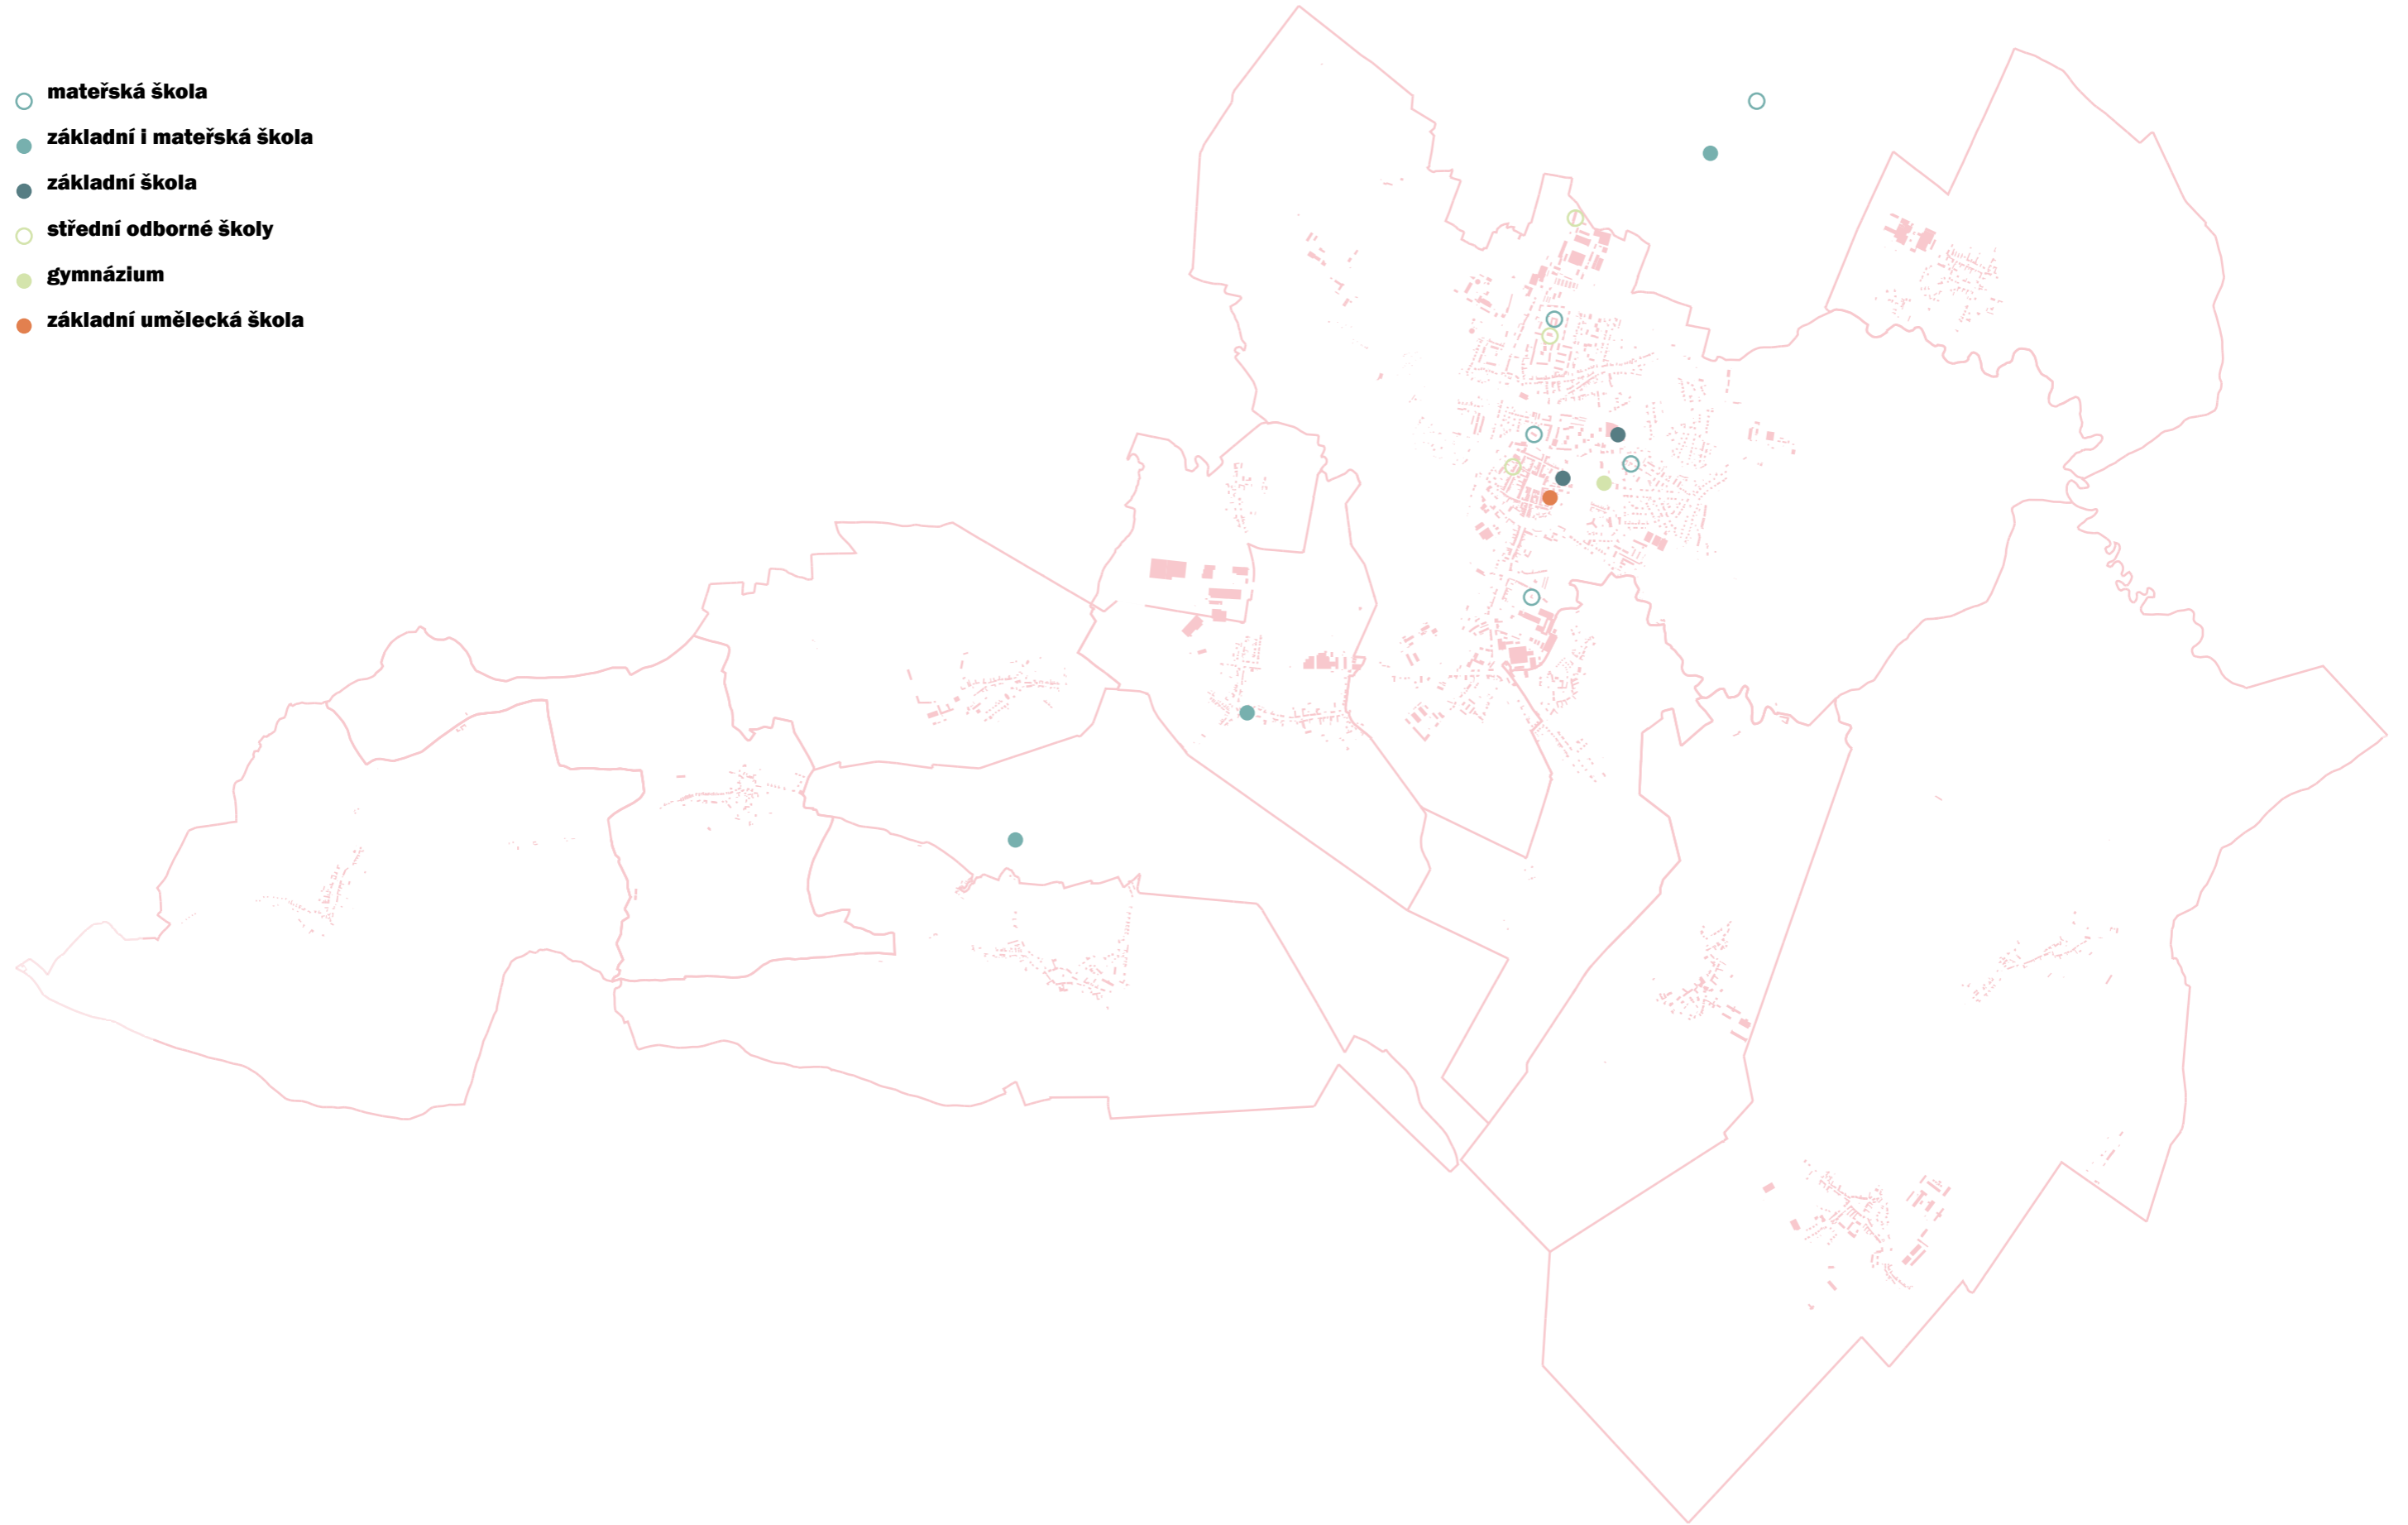 mateřská škola
základní i mateřská škola
základní škola
střední odborné školy
gymnázium
základní umělecká škola